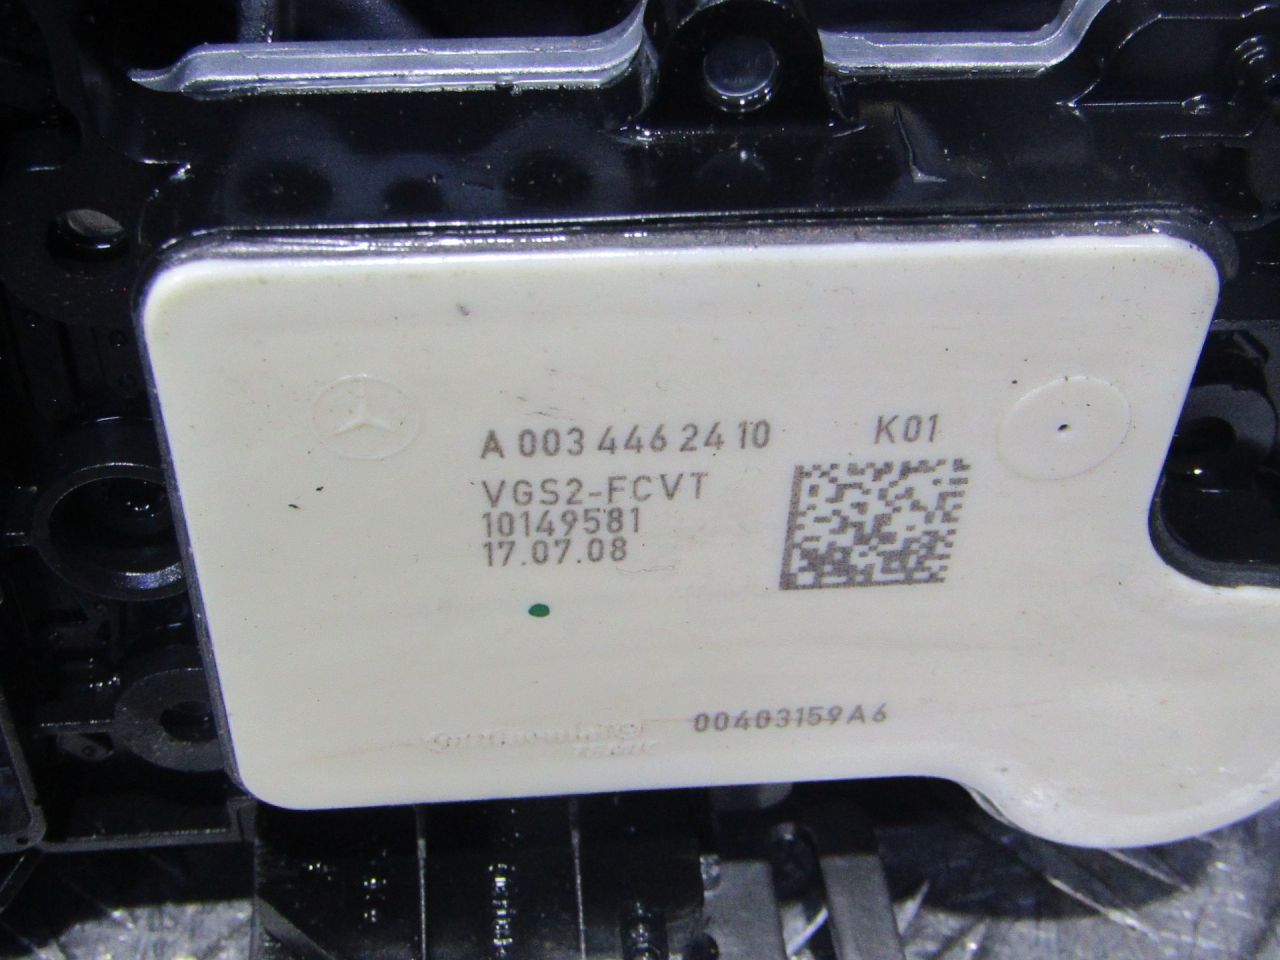 A 003 446 24 10 K01
VGS2-FCVT
10149581
17.07.08
00403159A6